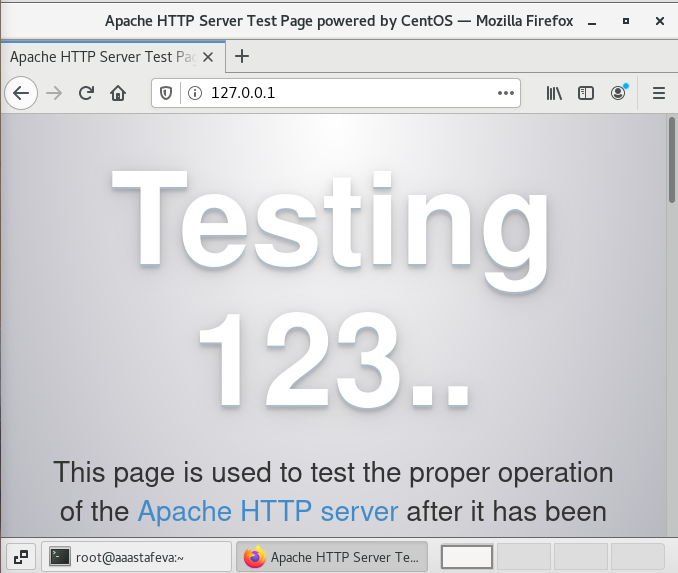 Apache HTTP Server Test Page powered by CentOS — Mozilla Firefox
Apache HTTP Server Test Pag
127.0.0.1
Testing
123..
This page is used to test the proper operation
of the Apache HTTP server after it has been
root@aaastafeva:~
Apache HTTP Server Te...